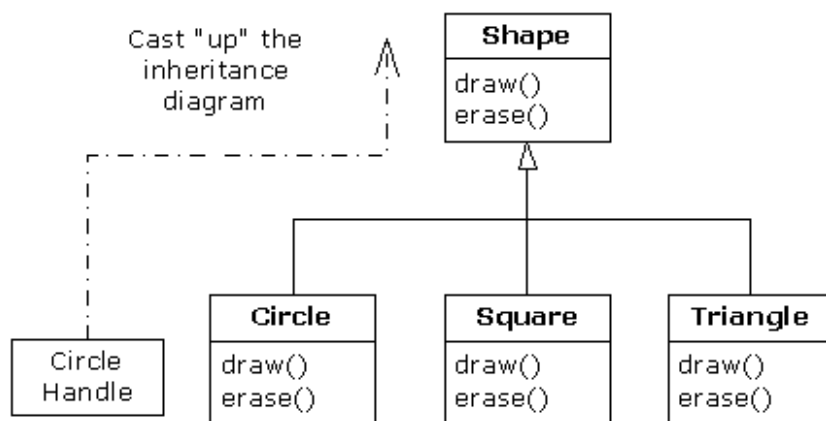 Cast "up" the
inheritance
diagram
Shape
draw()
erase()
Circle
Handle
Circle
draw()
erase()
Square
draw()
erase()
Triangle
draw()
erase()